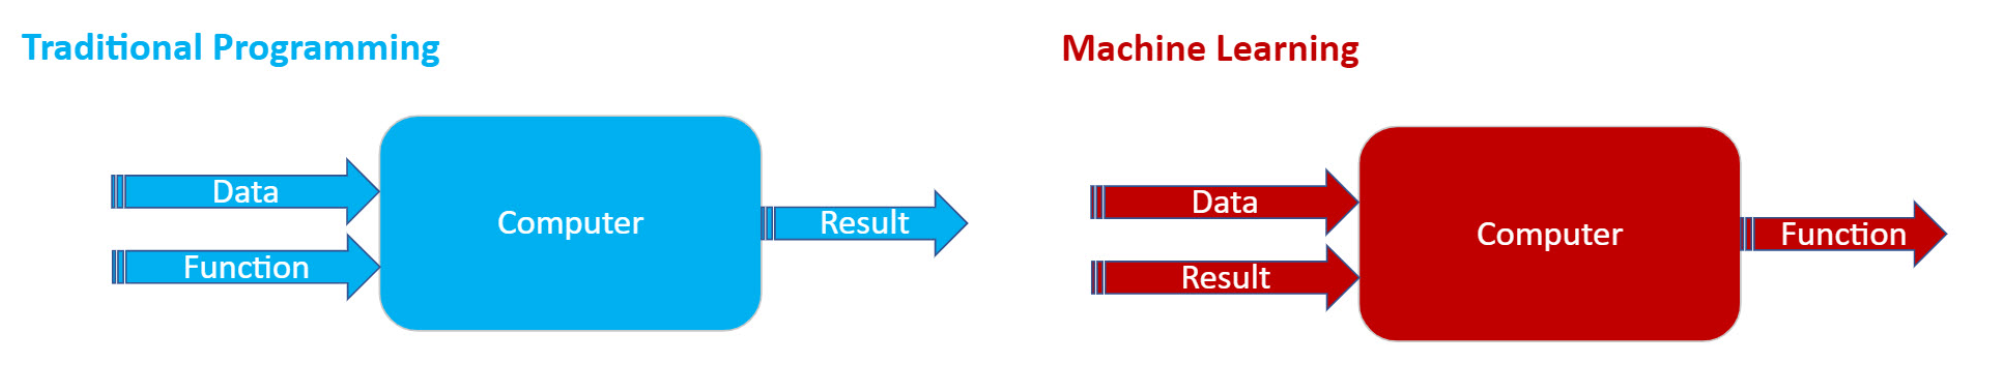 Traditional Programming
Data
Function
Computer
Result
Machine Learning
Data
Result
Computer
Function